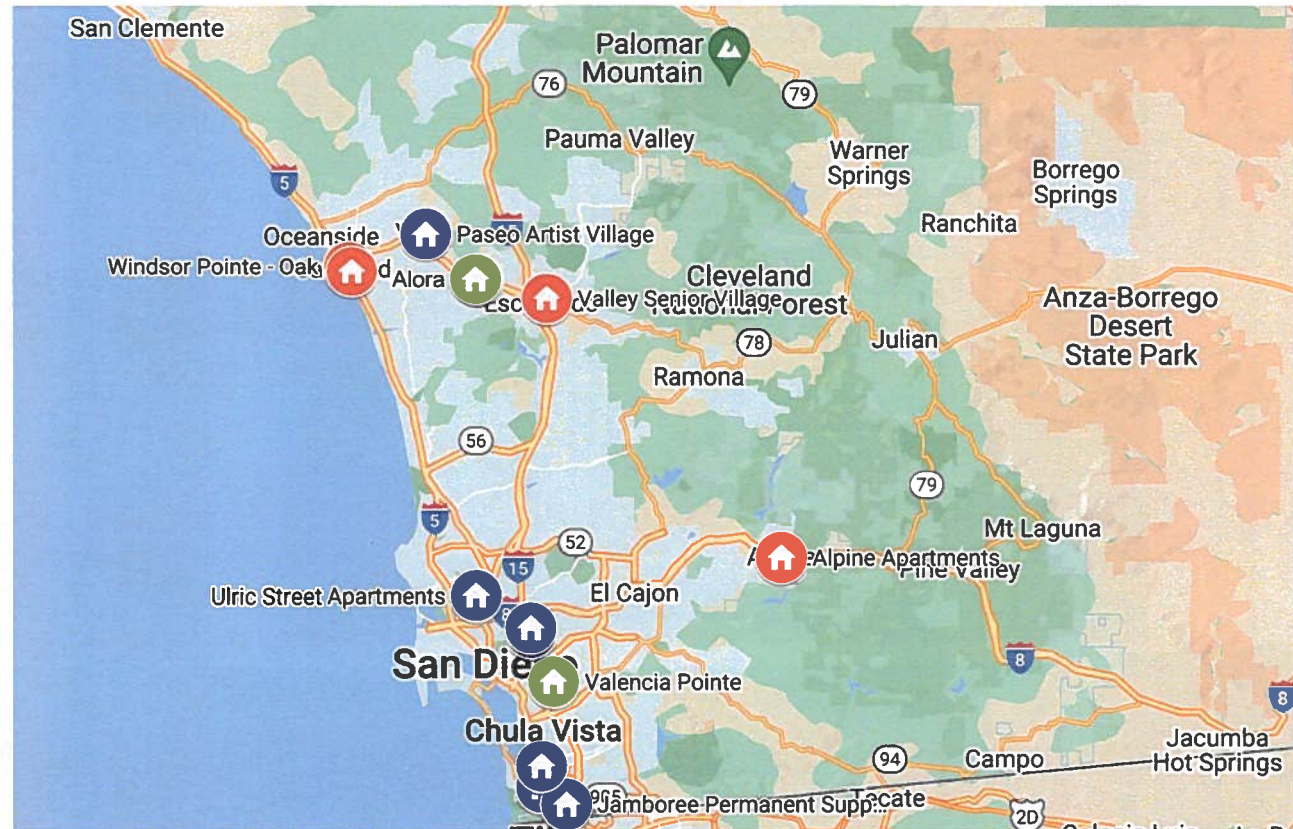 San Clemente
Palomar
Mountain
76
79
Pauma Valley
Warner
Springs
Borrego
Springs
5
Ranchita
Oceanside
Paseo Artist Village
Windsor Pointe - Oak
Alora
Cleveland
National Forest
Valley Senior Village
Anza-Borrego
Desert
State Park
78
Julian
Ramona
56
79
5
Mt Laguna
52
15
Alpine Apartments
Pine Valley
Ulric Street Apartments
El Cajon
8
San Die
Valencia Pointe
8
Chula Vista
Jacumba
Hot Springs
94
Campo
905
Jamboree Permanent Supp...
Tecate
2D